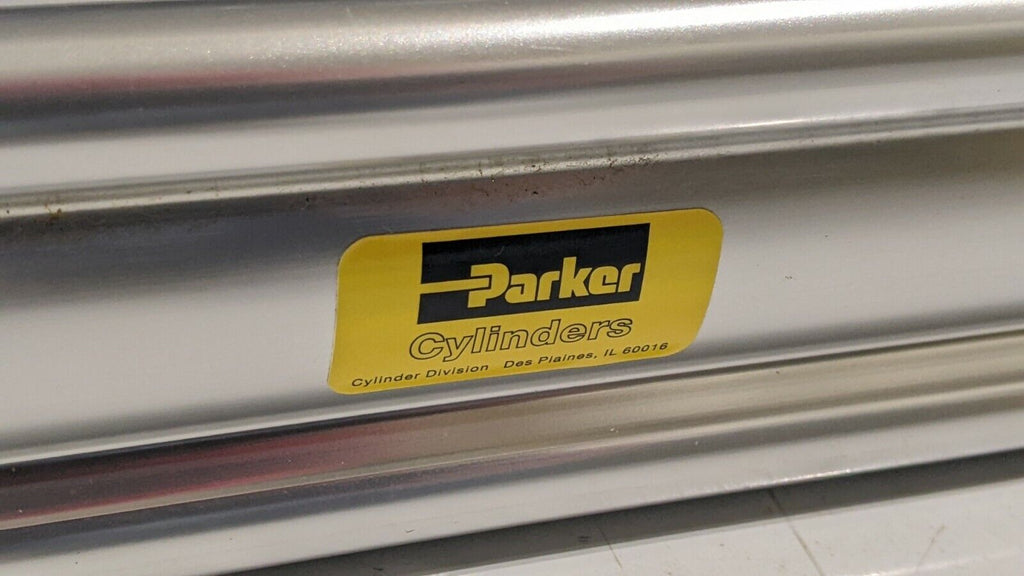 Parker
Cylinders
Cylinder Division Des Plaines, IL 60016